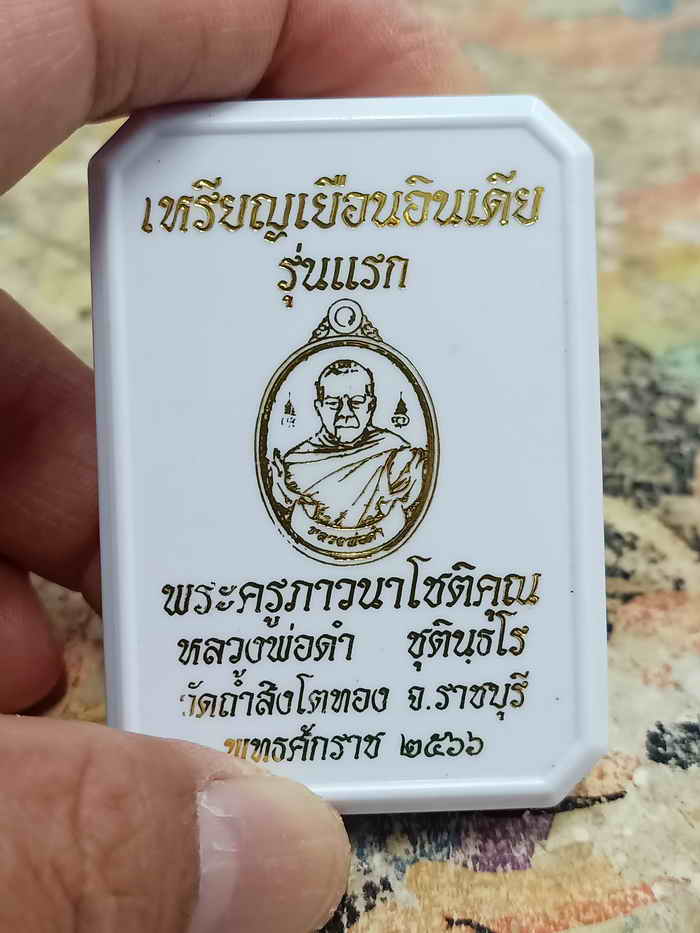 เหรียญเยือนอินเดีย
รุ่นแรก
หลวงพ่อดำ
พระครูภาวนาโชติคุณ
หลวงพ่อดำ ชุตินฺธโร
วัดถ้ำสิงโตทอง จ.ราชบุรี
พุทธศักราช ๒๕๖๖